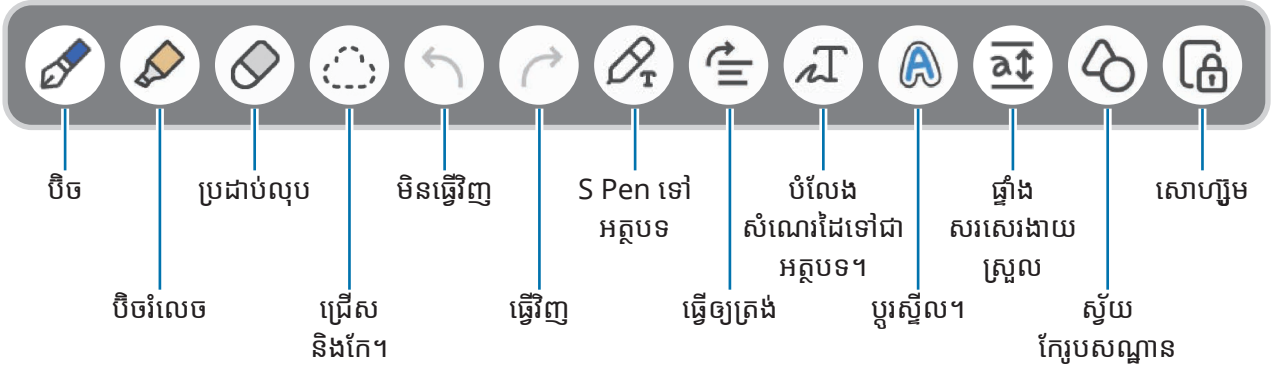 ប៊ិច
ប្រដាប់លុប
មិនធ្វើវិញ
S Pen ទៅ
អត្ថបទ
បំលែង
សំណេរដៃទៅជា
អត្ថបទ។
ផ្ទាំង
សរសេរងាយ
ស្រួល
សោហ្ស៊ូម
ប៊ិចរំលេច
ជ្រើស
និងកែ។
ធ្វើវិញ
ធ្វើឲ្យត្រង់
ប្តូរស្ទីល។
ស្វ័យ
កែរូបសណ្ឋាន